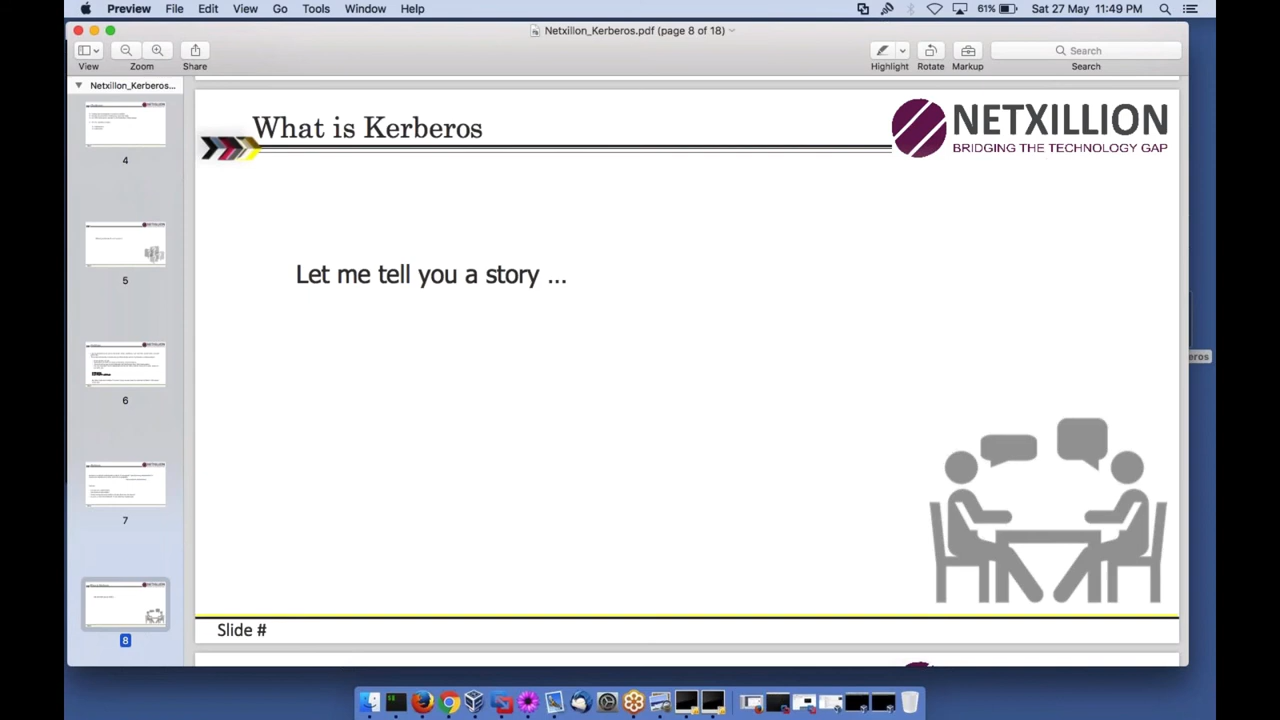 Preview File Edit View Go Tools Window Help 61% Sat 27 May 11:49 PM
Netxillon_Kerberos.pdf (page 8 of 18)
View Zoom Share Highlight Rotate Markup Search
Search
Netxillon_Kerberos...
4
5
6
7
8
What is Kerberos
NETXILLION
BRIDGING THE TECHNOLOGY GAP
Let me tell you a story ...
eros
Slide #